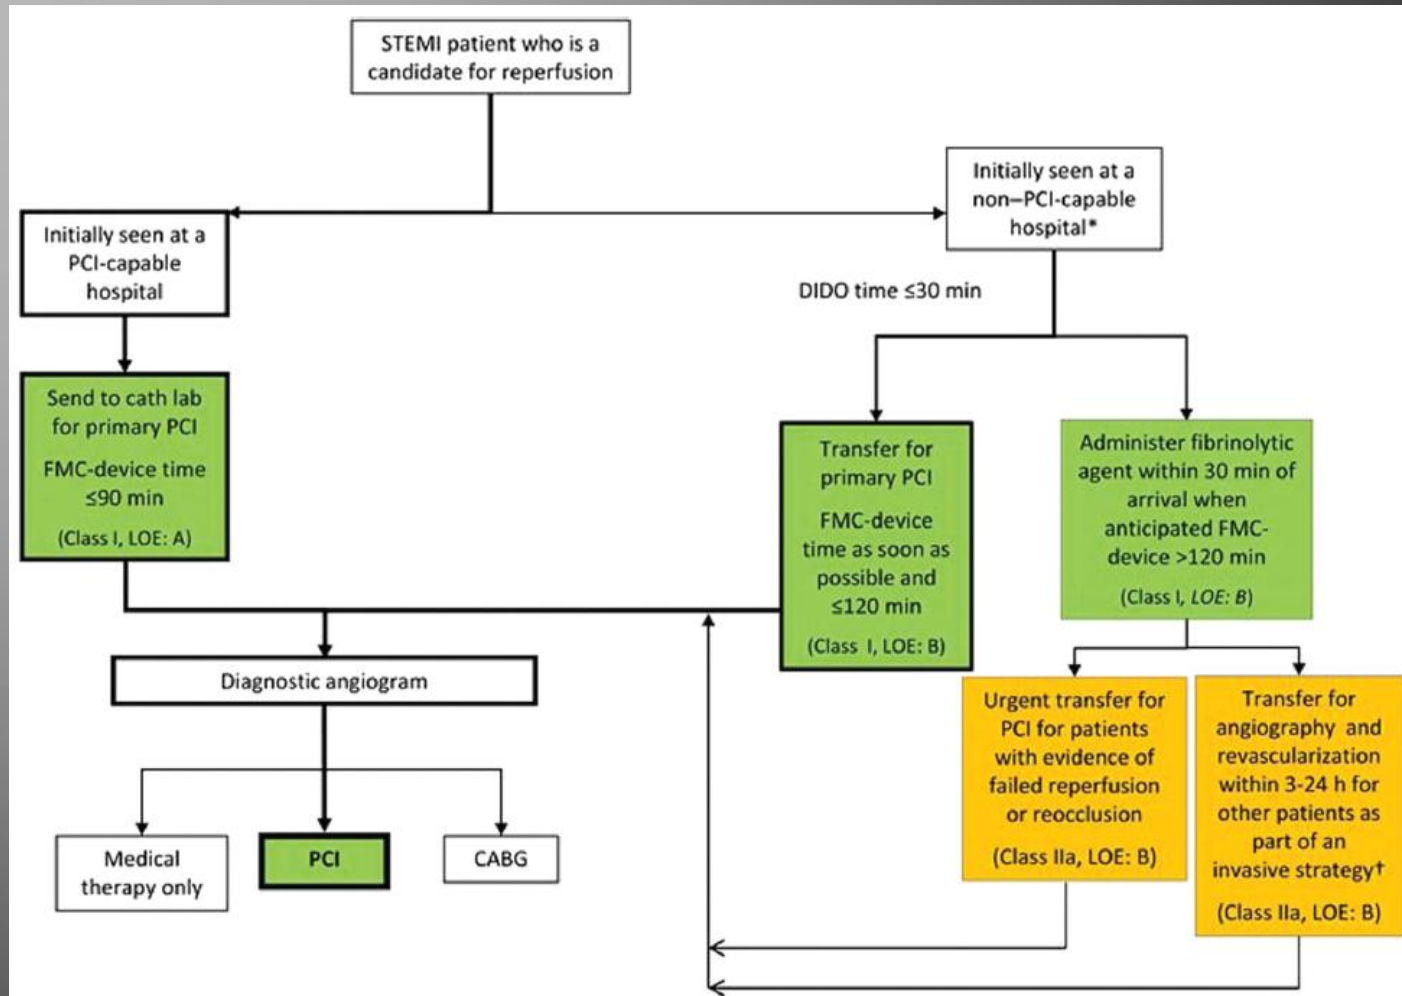 STEMI patient who is a
candidate for reperfusion
Initially seen at a
non–PCI-capable
hospital*
Initially seen at a
PCI-capable
hospital
DIDO time ≤30 min
Send to cath lab
for primary PCI
FMC-device time
≤90 min
(Class I, LOE: A)
Transfer for
primary PCI
FMC-device
time as soon as
possible and
≤120 min
(Class I, LOE: B)
Administer fibrinolytic
agent within 30 min of
arrival when
anticipated FMC-
device >120 min
(Class I, LOE: B)
Diagnostic angiogram
Urgent transfer for
PCI for patients
with evidence of
failed reperfusion
or reocclusion
(Class IIa, LOE: B)
Transfer for
angiography and
revascularization
within 3-24 h for
other patients as
part of an
invasive strategy†
(Class IIa, LOE: B)
Medical
therapy only
PCI
CABG